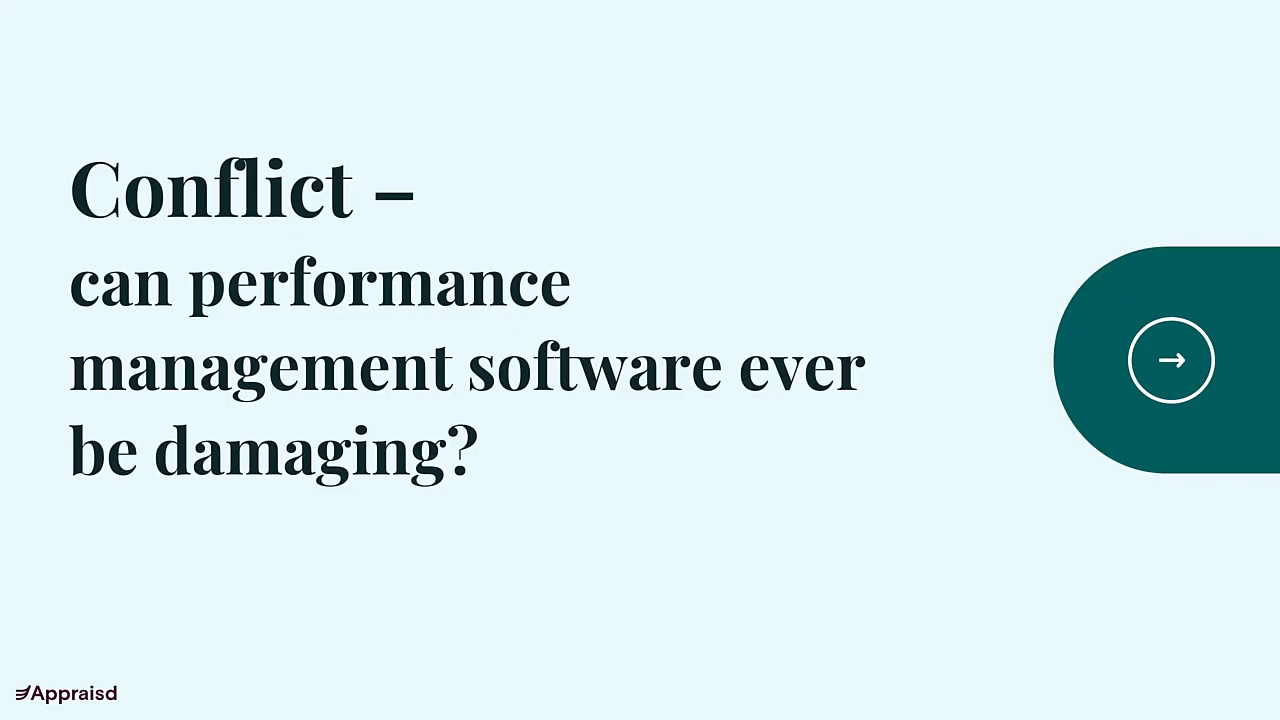 Conflict –
can performance
management software ever
be damaging?
Appraisd